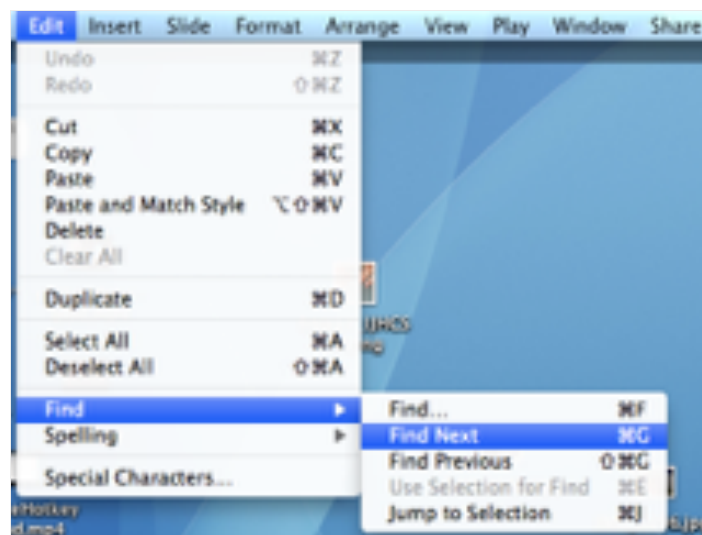 Edit Insert Slide Format Arrange View Play Window Share
Undo ⌘Z
Redo ⇧⌘Z
Cut ⌘X
Copy ⌘C
Paste ⌘V
Paste and Match Style ⌥⇧⌘V
Delete
Clear All
Duplicate ⌘D
Select All ⌘A
Deselect All ⇧⌘A
Find ▶
Spelling ▶
Special Characters...
Find... ⌘F
Find Next ⌘G
Find Previous ⇧⌘G
Use Selection for Find ⌘E
Jump to Selection ⌘J